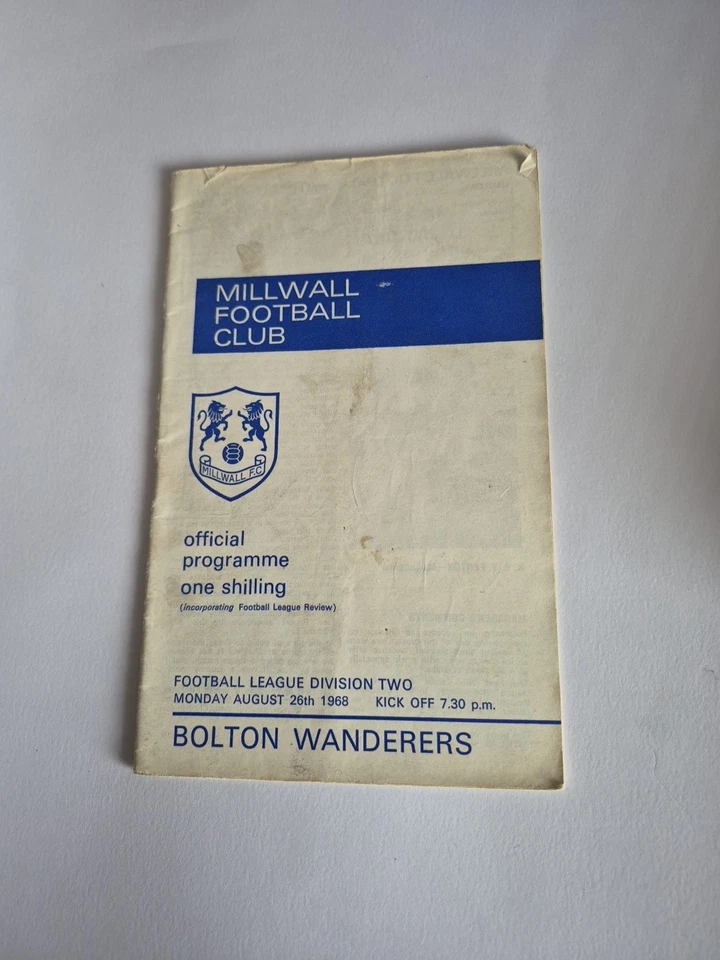 MILLWALL
FOOTBALL
CLUB
MILLWALL F.C
official
programme
one shilling
(incorporating Football League Review)
FOOTBALL LEAGUE DIVISION TWO
MONDAY AUGUST 26th 1968 KICK OFF 7.30 p.m.
BOLTON WANDERERS